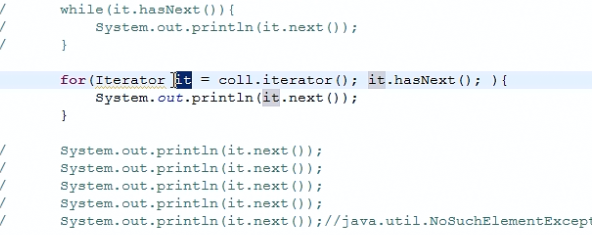 / while(it.hasNext()){
/ System.out.println(it.next());
/ }
for(Iterator it = coll.iterator(); it.hasNext(); ){
System.out.println(it.next());
}
/ System.out.println(it.next());
/ System.out.println(it.next());
/ System.out.println(it.next());
/ System.out.println(it.next());
/ System.out.println(it.next());//java.util.NoSuchElementExcept